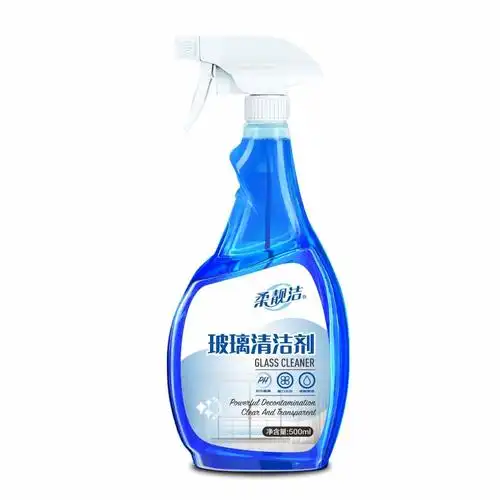 柔靓洁
玻璃清洁剂
GLASS CLEANER
PH
Powerful Decontamination
Clear And Transparent
净含量:500ml